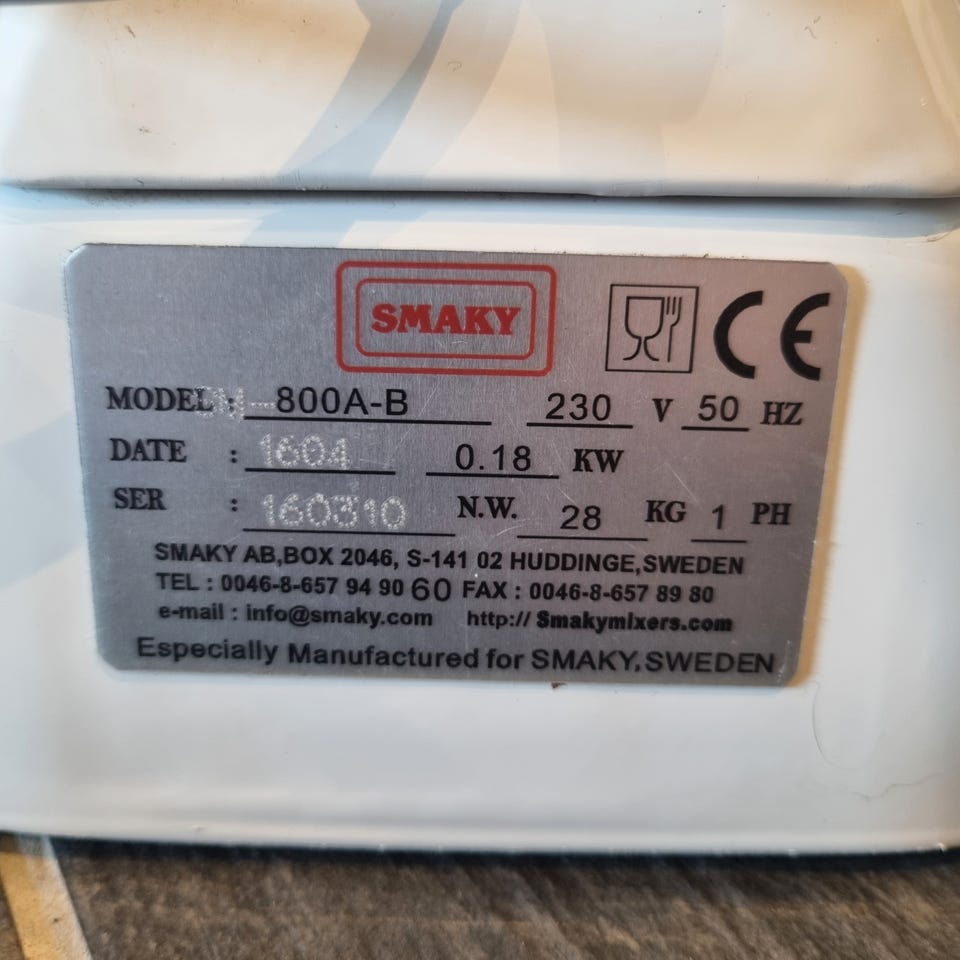 SMAKY
CE
MODEL : SM-800A-B 230 V 50 HZ
DATE : 1604 0.18 KW
SER : 160310 N.W. 28 KG 1 PH
SMAKY AB,BOX 2046, S-141 02 HUDDINGE,SWEDEN
TEL : 0046-8-657 94 90 60 FAX : 0046-8-657 89 80
e-mail : info@smaky.com http:// Smakymixers.com
Especially Manufactured for SMAKY,SWEDEN